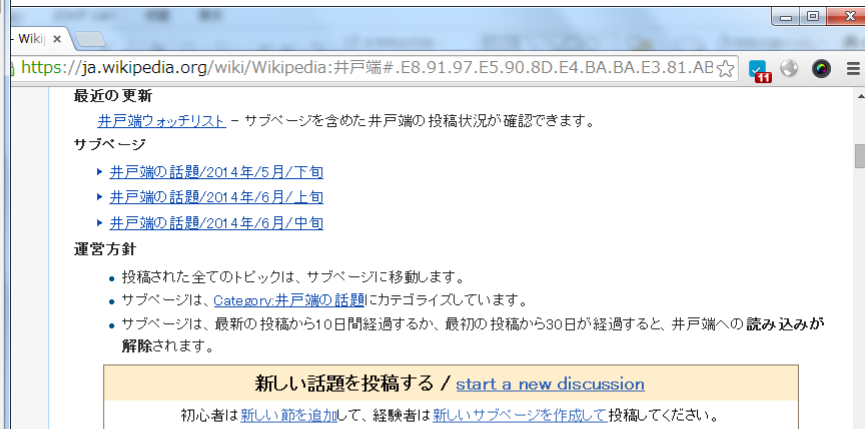 - Wiki
https://ja.wikipedia.org/wiki/Wikipedia:井戸端#.E8.91.97.E5.90.8D.E4.BA.BA.E3.81.AB
11
最近の更新
井戸端ウォッチリスト - サブページを含めた井戸端の投稿状況が確認できます。
サブページ
井戸端の話題/2014年/5月/下旬
井戸端の話題/2014年/6月/上旬
井戸端の話題/2014年/6月/中旬
運営方針
投稿された全てのトピックは、サブページに移動します。
サブページは、Category:井戸端の話題にカテゴライズしています。
サブページは、最新の投稿から10日間経過するか、最初の投稿から30日が経過すると、井戸端への読み込みが
解除されます。
新しい話題を投稿する / start a new discussion
初心者は新しい節を追加して、経験者は新しいサブページを作成して投稿してください。